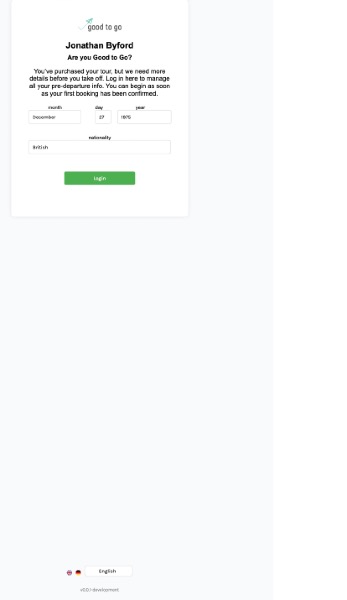 good to go
Jonathan Byford
Are you Good to Go?
You've purchased your tour, but we need more
details before you take off. Log in here to manage
all your pre-departure info. You can begin as soon
as your first booking has been confirmed.
month day year
December 27 1975
nationality
British
Login
English
v0.0.1-development